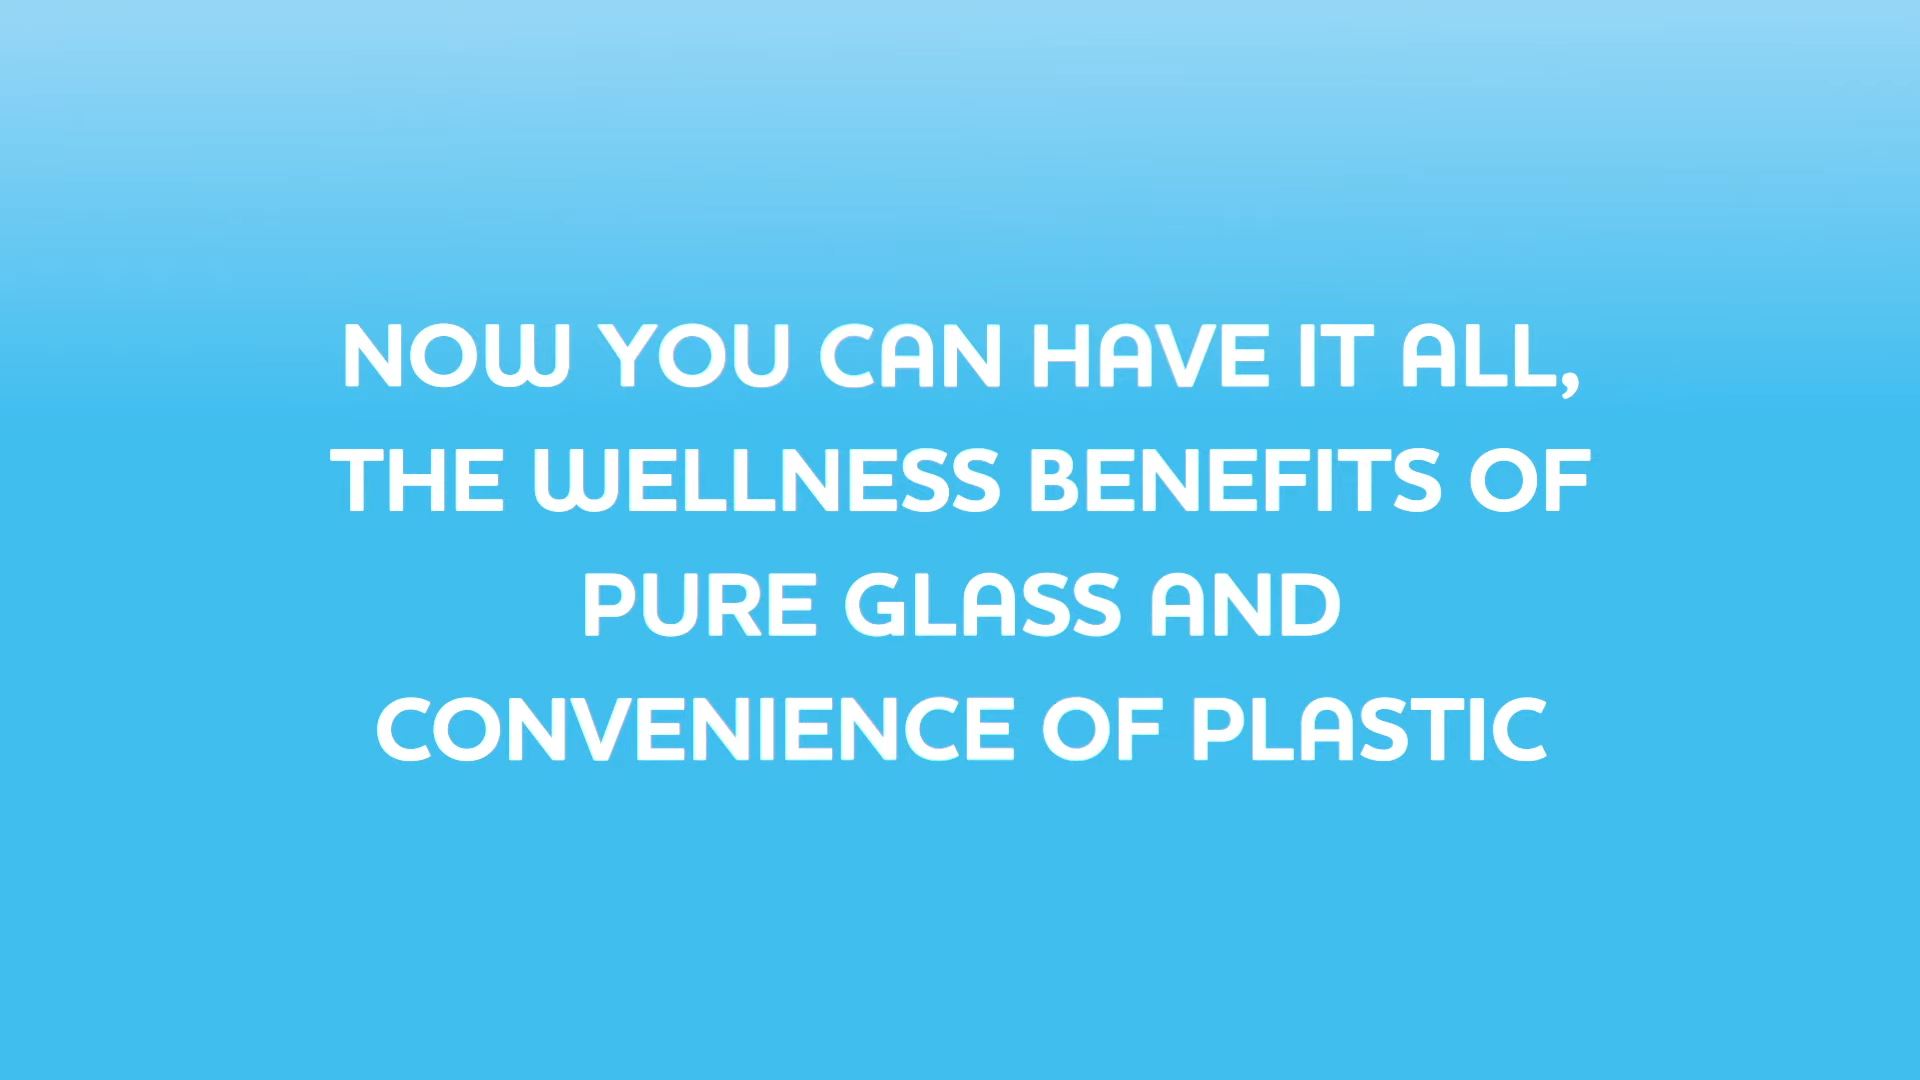 NOW YOU CAN HAVE IT ALL,
THE WELLNESS BENEFITS OF
PURE GLASS AND
CONVENIENCE OF PLASTIC